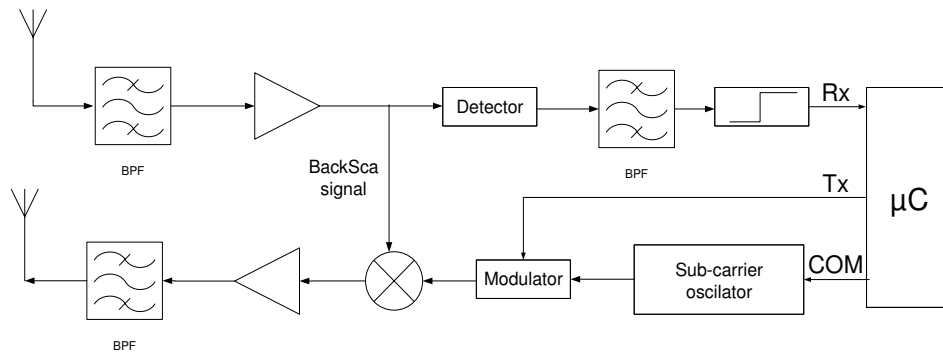 Detector
Rx
BPF
BackSca
signal
BPF
Tx
µC
Modulator
Sub-carrier
oscilator
COM
BPF